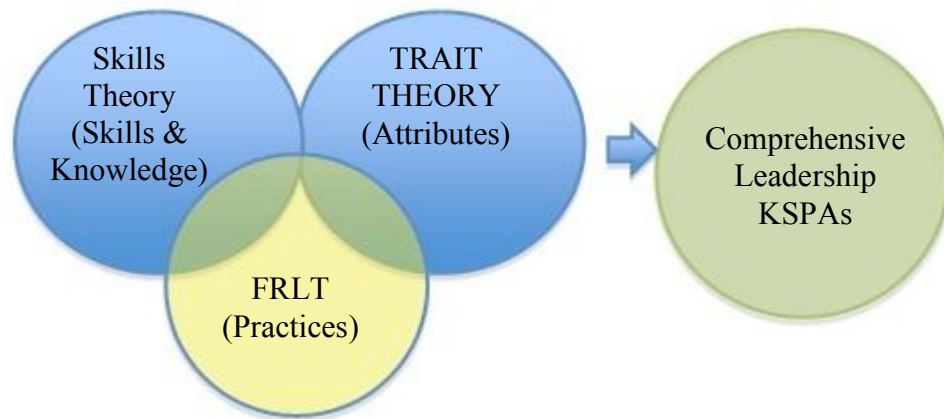 Skills
Theory
(Skills &
Knowledge)
TRAIT
THEORY
(Attributes)
FRLT
(Practices)
Comprehensive
Leadership
KSPAs